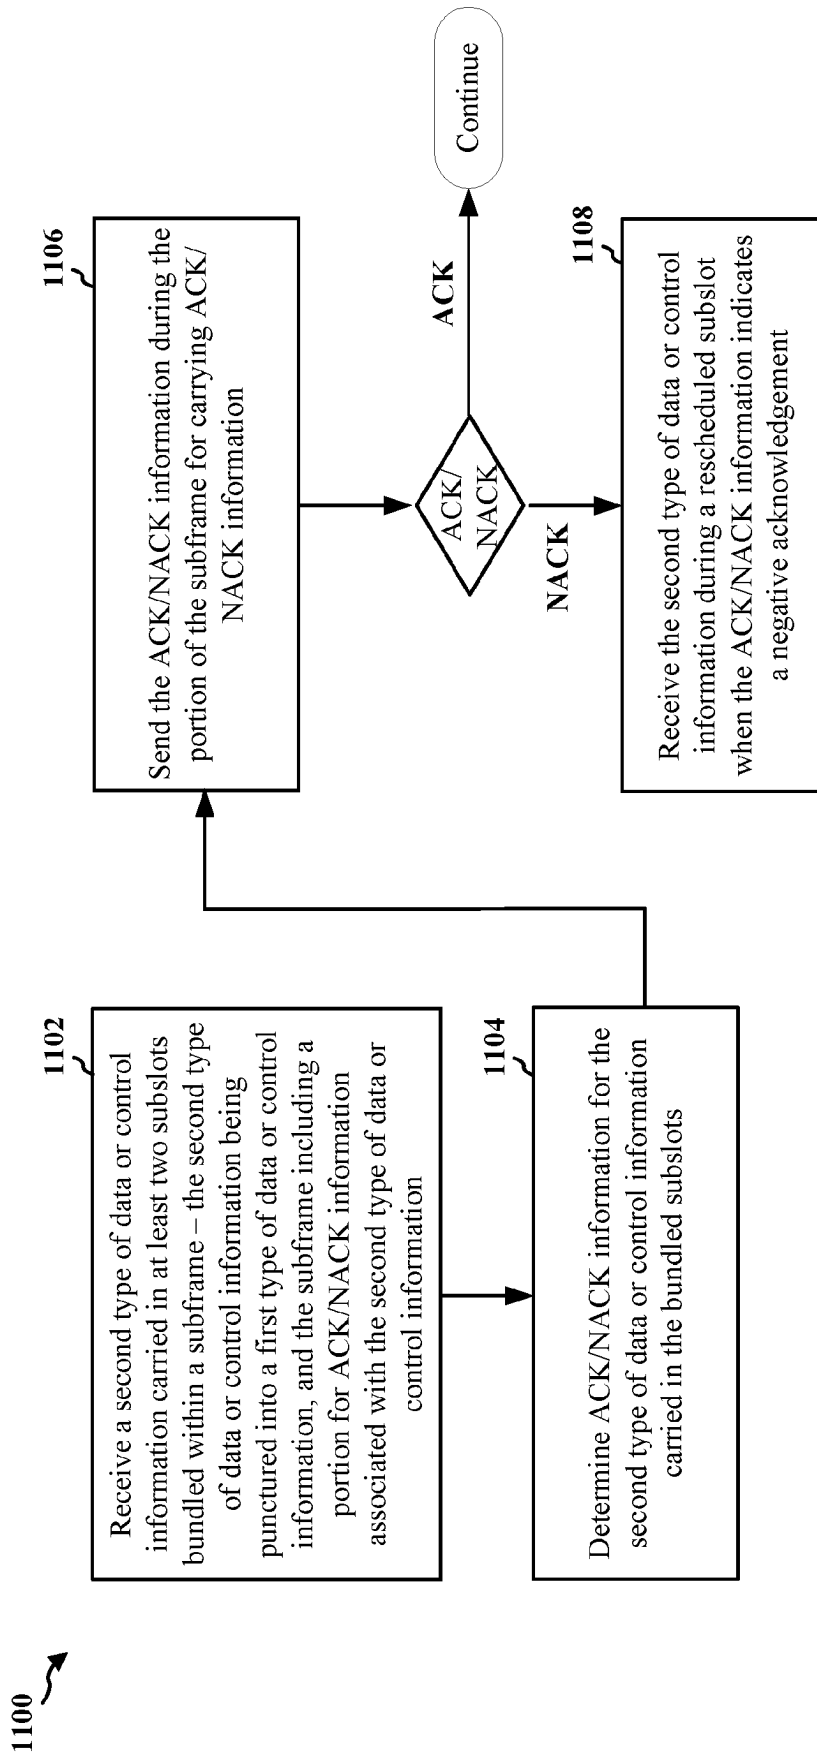 1100
1102
Receive a second type of data or control
information carried in at least two subslots
bundled within a subframe – the second type
of data or control information being
punctured into a first type of data or control
information, and the subframe including a
portion for ACK/NACK information
associated with the second type of data or
control information
1104
Determine ACK/NACK information for the
second type of data or control information
carried in the bundled subslots
1106
Send the ACK/NACK information during the
portion of the subframe for carrying ACK/
NACK information
ACK/
NACK
ACK
Continue
NACK
1108
Receive the second type of data or control
information during a rescheduled subslot
when the ACK/NACK information indicates
a negative acknowledgement